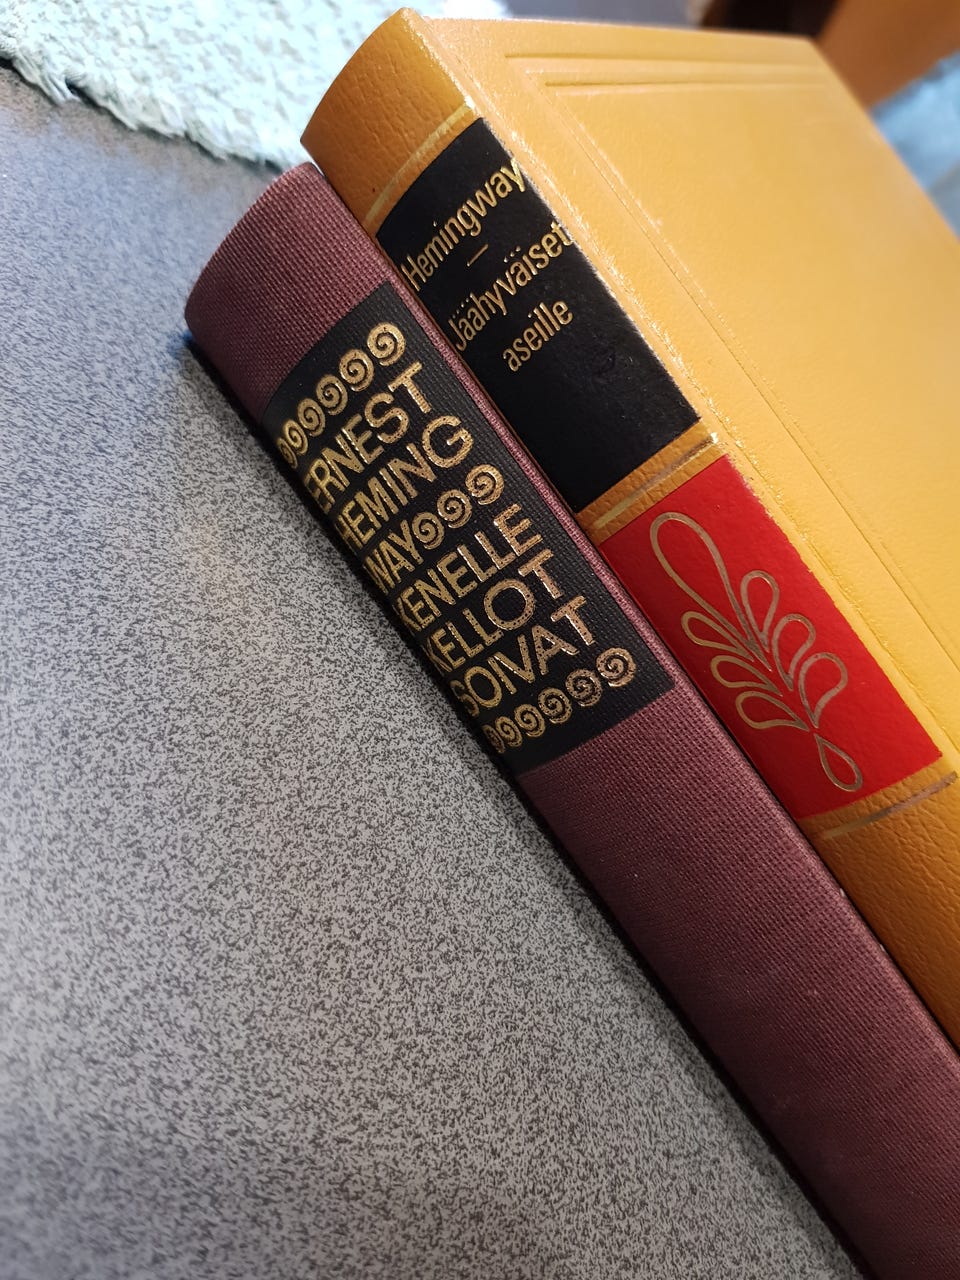 ERNEST
HEMING
WAY
KENELLE
KELLOT
SOIVAT
Hemingway
–
Jäähyväiset
aseille